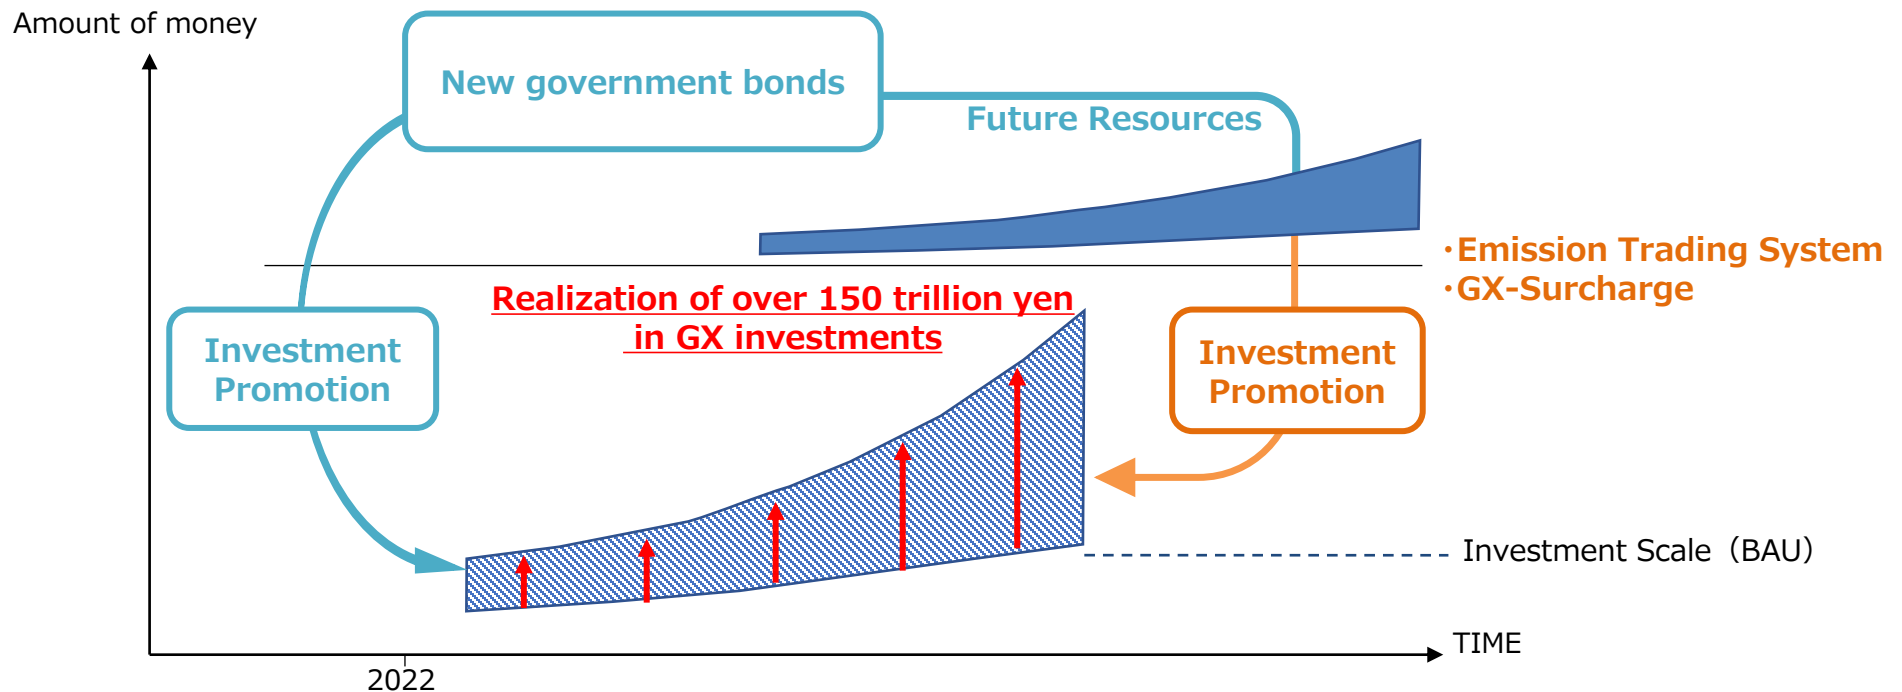 Amount of money
New government bonds
Future Resources
・Emission Trading System
・GX-Surcharge
Realization of over 150 trillion yen
in GX investments
Investment
Promotion
Investment
Promotion
Investment Scale（BAU）
TIME
2022